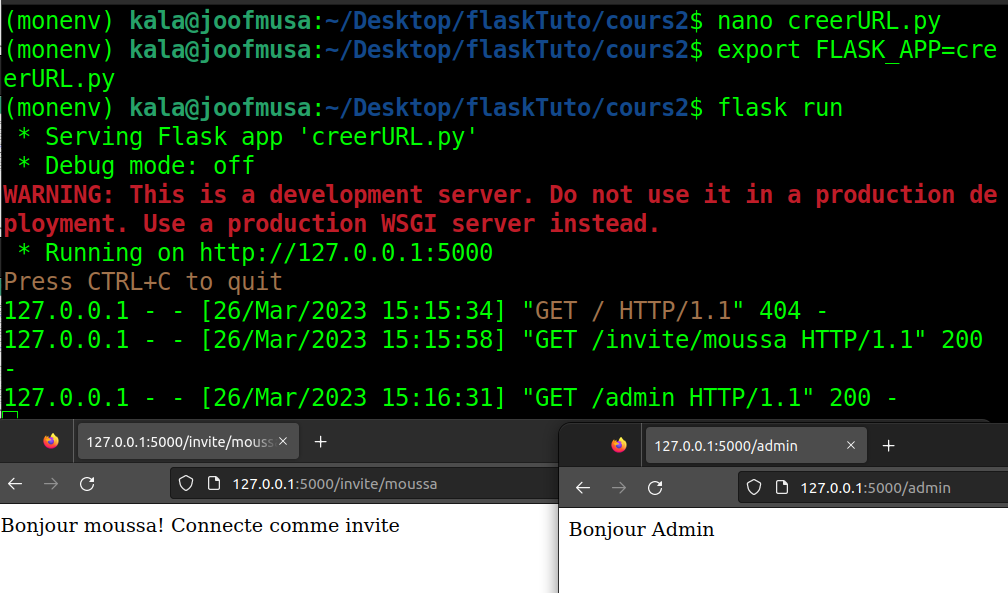 (monenv) kala@joofmusa:~/Desktop/flaskTuto/cours2$ nano creerURL.py
(monenv) kala@joofmusa:~/Desktop/flaskTuto/cours2$ export FLASK_APP=cre
erURL.py
(monenv) kala@joofmusa:~/Desktop/flaskTuto/cours2$ flask run
* Serving Flask app 'creerURL.py'
* Debug mode: off
WARNING: This is a development server. Do not use it in a production de
ployment. Use a production WSGI server instead.
* Running on http://127.0.0.1:5000
Press CTRL+C to quit
127.0.0.1 - - [26/Mar/2023 15:15:34] "GET / HTTP/1.1" 404 -
127.0.0.1 - - [26/Mar/2023 15:15:58] "GET /invite/moussa HTTP/1.1" 200
-
127.0.0.1 - - [26/Mar/2023 15:16:31] "GET /admin HTTP/1.1" 200 -
127.0.0.1:5000/invite/mouss
127.0.0.1:5000/invite/moussa
Bonjour moussa! Connecte comme invite
127.0.0.1:5000/admin
127.0.0.1:5000/admin
Bonjour Admin